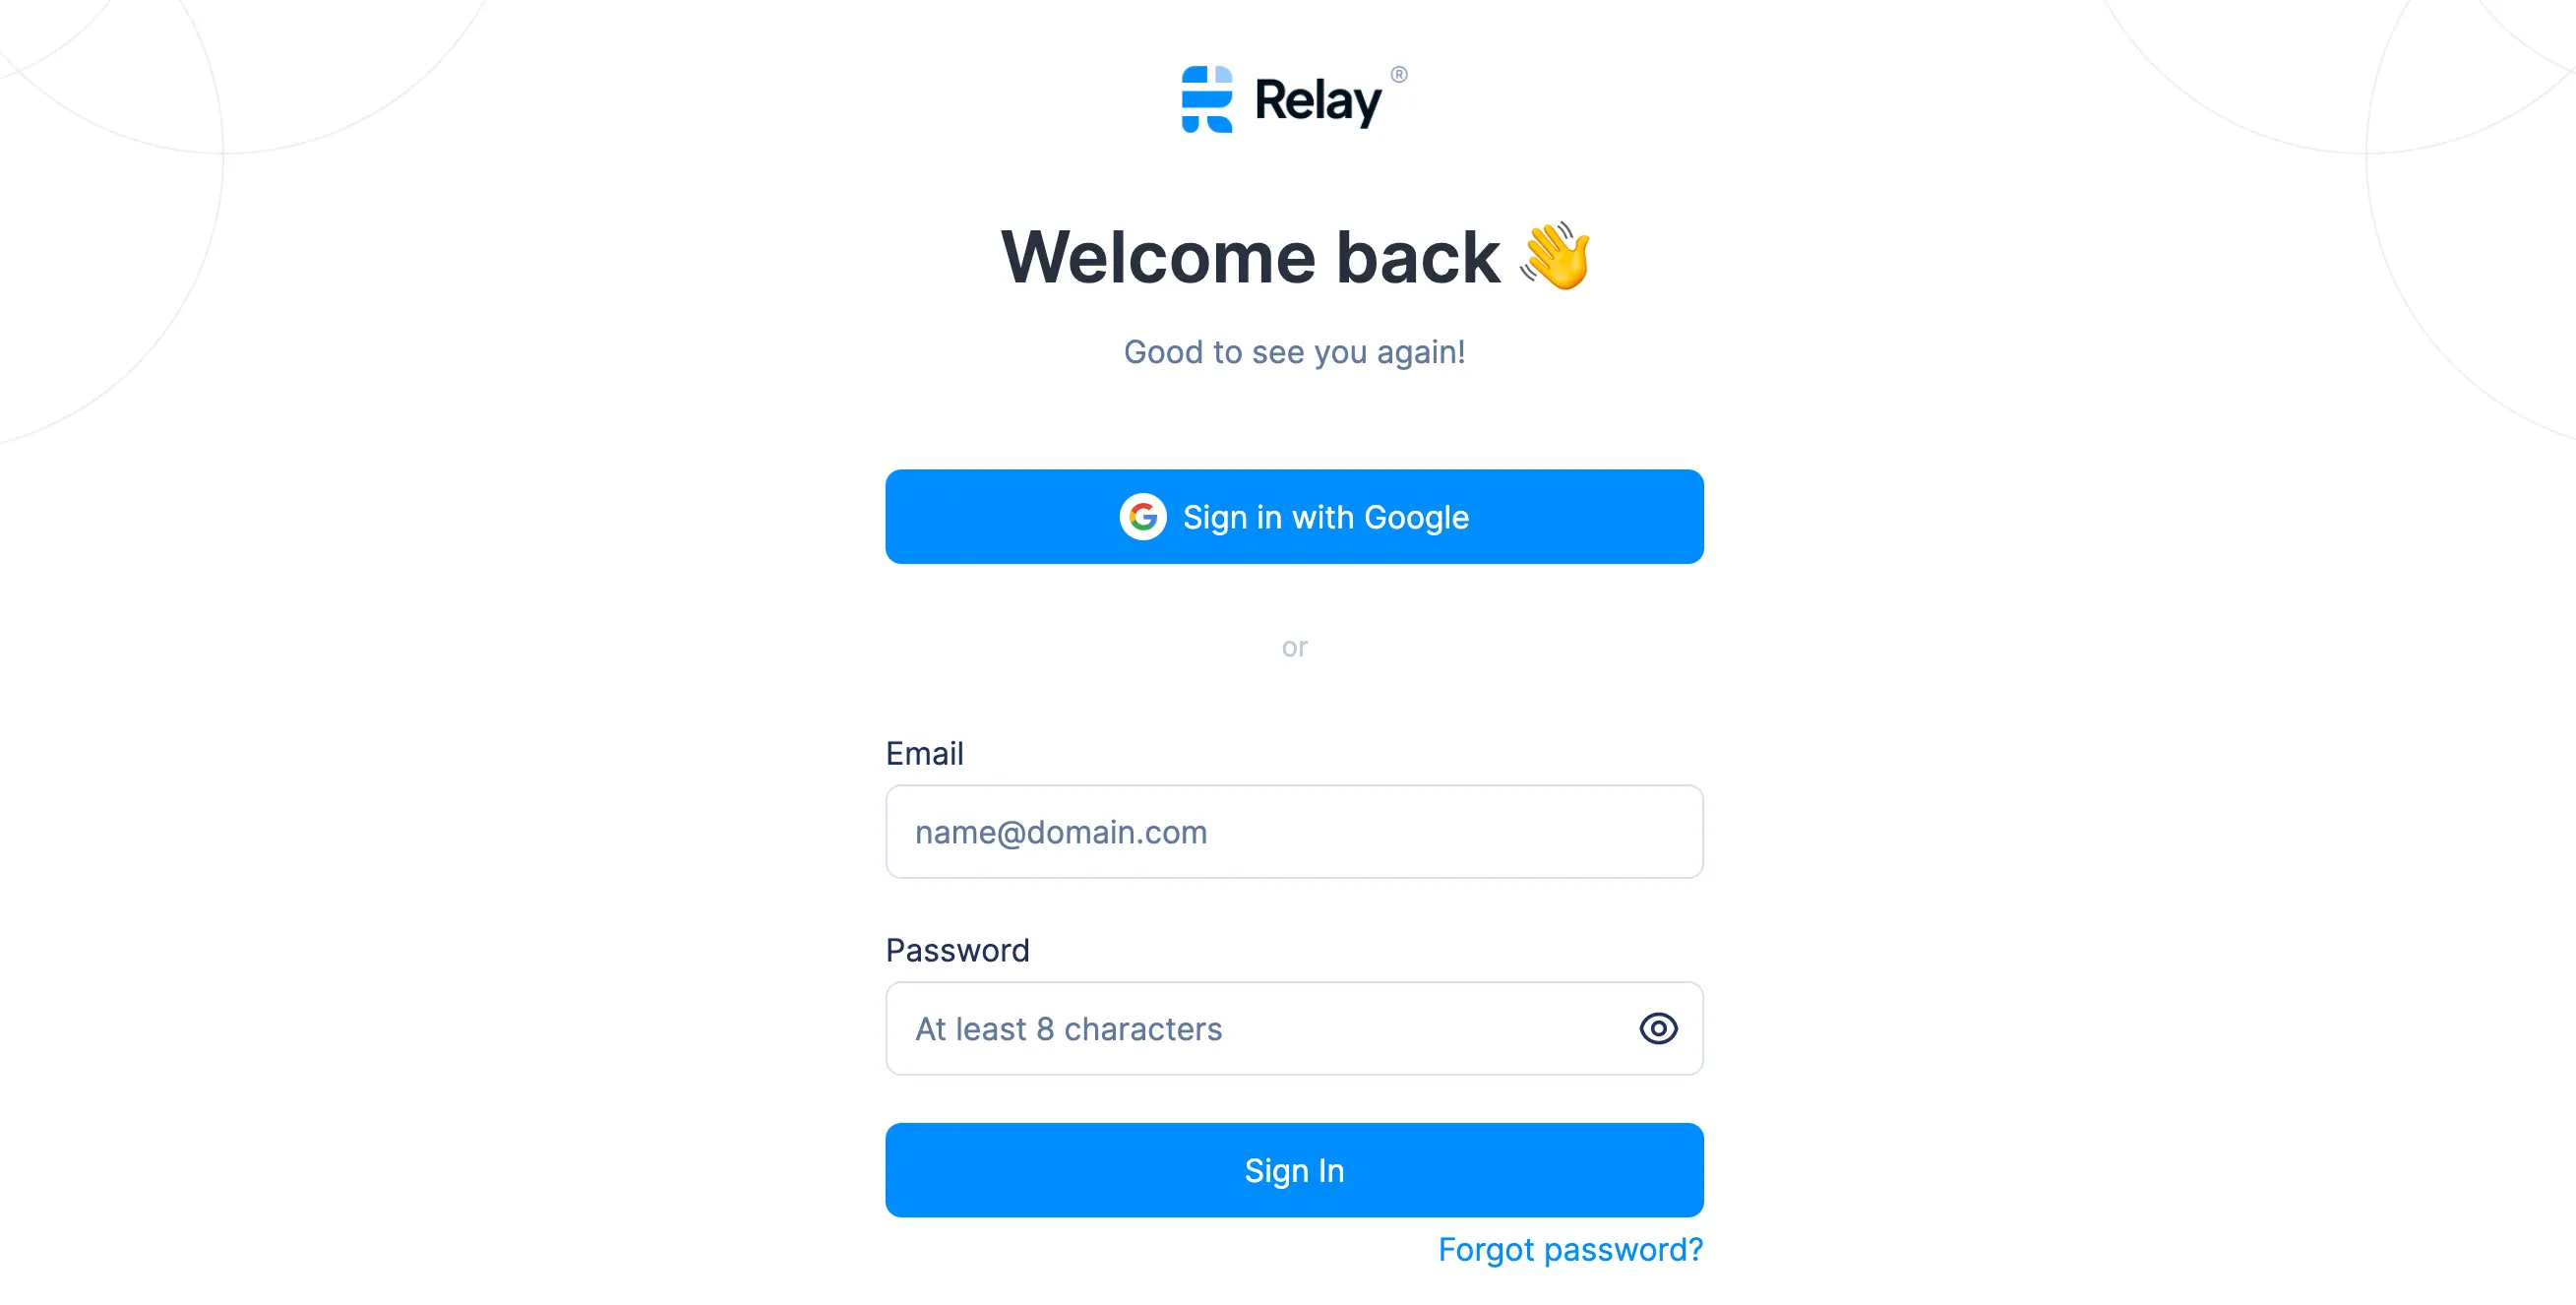 Relay ®
Welcome back 👋
Good to see you again!
Sign in with Google
or
Email
name@domain.com
Password
At least 8 characters
Sign In
Forgot password?